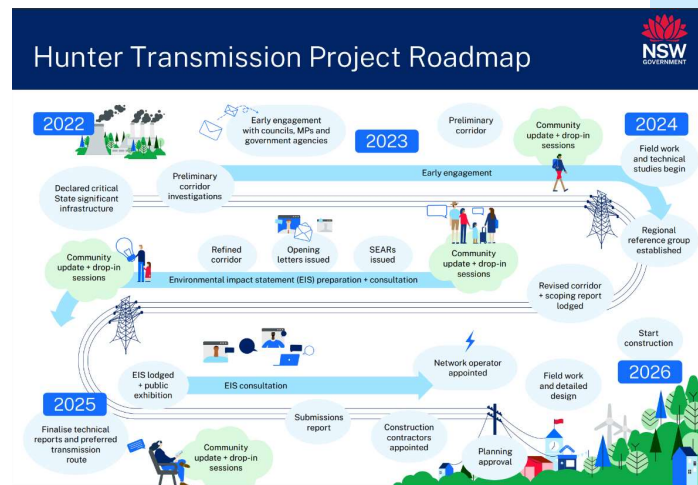 Hunter Transmission Project Roadmap
NSW
GOVERNMENT
2022
Early engagement
with councils, MPs and
government agencies
2023
Preliminary
corridor
Community
update + drop-in
sessions
2024
Field work
and technical
studies begin
Declared critical
State significant
infrastructure
Preliminary
corridor
investigations
Early engagement
Regional
reference group
established
Community
update + drop-in
sessions
Refined
corridor
Opening
letters issued
SEARs
issued
Community
update + drop-in
sessions
Environmental impact statement (EIS) preparation + consultation
Revised corridor
+ scoping report
lodged
Start
construction
2026
EIS lodged
+ public
exhibition
EIS consultation
Network operator
appointed
Field work
and detailed
design
2025
Finalise technical
reports and preferred
transmission
route
Community
update + drop-in
sessions
Submissions
report
Construction
contractors
appointed
Planning
approval